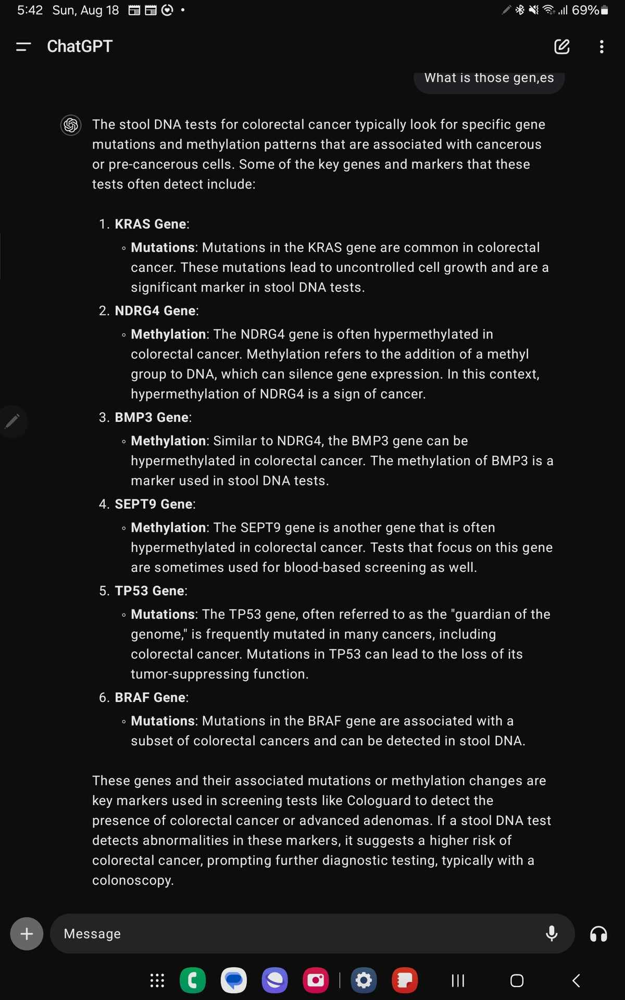 5:42 Sun, Aug 18
69%
ChatGPT
What is those gen,es
The stool DNA tests for colorectal cancer typically look for specific gene
mutations and methylation patterns that are associated with cancerous
or pre-cancerous cells. Some of the key genes and markers that these
tests often detect include:
1. KRAS Gene:
◦ Mutations: Mutations in the KRAS gene are common in colorectal
cancer. These mutations lead to uncontrolled cell growth and are a
significant marker in stool DNA tests.
2. NDRG4 Gene:
◦ Methylation: The NDRG4 gene is often hypermethylated in
colorectal cancer. Methylation refers to the addition of a methyl
group to DNA, which can silence gene expression. In this context,
hypermethylation of NDRG4 is a sign of cancer.
3. BMP3 Gene:
◦ Methylation: Similar to NDRG4, the BMP3 gene can be
hypermethylated in colorectal cancer. The methylation of BMP3 is a
marker used in stool DNA tests.
4. SEPT9 Gene:
◦ Methylation: The SEPT9 gene is another gene that is often
hypermethylated in colorectal cancer. Tests that focus on this gene
are sometimes used for blood-based screening as well.
5. TP53 Gene:
◦ Mutations: The TP53 gene, often referred to as the "guardian of the
genome," is frequently mutated in many cancers, including
colorectal cancer. Mutations in TP53 can lead to the loss of its
tumor-suppressing function.
6. BRAF Gene:
◦ Mutations: Mutations in the BRAF gene are associated with a
subset of colorectal cancers and can be detected in stool DNA.
These genes and their associated mutations or methylation changes are
key markers used in screening tests like Cologuard to detect the
presence of colorectal cancer or advanced adenomas. If a stool DNA test
detects abnormalities in these markers, it suggests a higher risk of
colorectal cancer, prompting further diagnostic testing, typically with a
colonoscopy.
Message